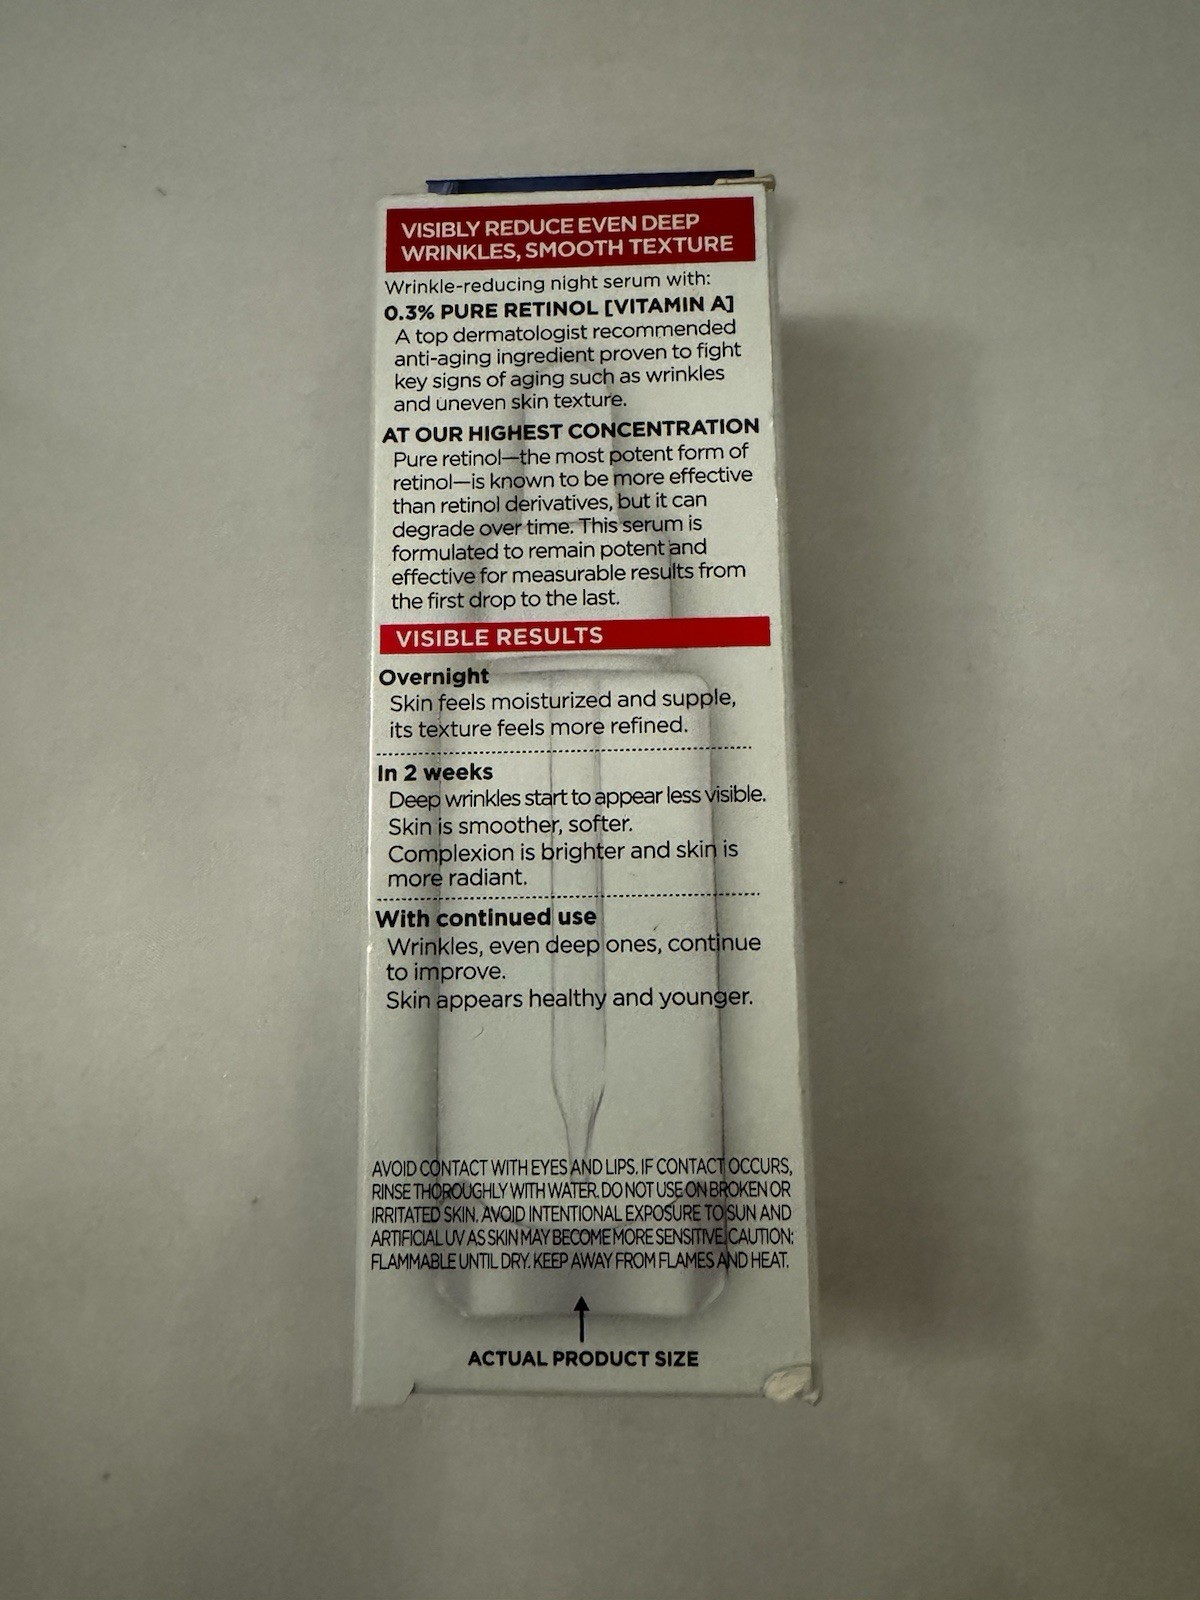 VISIBLY REDUCE EVEN DEEP
WRINKLES, SMOOTH TEXTURE
Wrinkle-reducing night serum with:
0.3% PURE RETINOL [VITAMIN A]
A top dermatologist recommended
anti-aging ingredient proven to fight
key signs of aging such as wrinkles
and uneven skin texture.
AT OUR HIGHEST CONCENTRATION
Pure retinol—the most potent form of
retinol—is known to be more effective
than retinol derivatives, but it can
degrade over time. This serum is
formulated to remain potent and
effective for measurable results from
the first drop to the last.
VISIBLE RESULTS
Overnight
Skin feels moisturized and supple,
its texture feels more refined.
In 2 weeks
Deep wrinkles start to appear less visible.
Skin is smoother, softer.
Complexion is brighter and skin is
more radiant.
With continued use
Wrinkles, even deep ones, continue
to improve.
Skin appears healthy and younger.
AVOID CONTACT WITH EYES AND LIPS. IF CONTACT OCCURS,
RINSE THOROUGHLY WITH WATER. DO NOT USE ON BROKEN OR
IRRITATED SKIN. AVOID INTENTIONAL EXPOSURE TO SUN AND
ARTIFICIAL UV AS SKIN MAY BECOME MORE SENSITIVE. CAUTION:
FLAMMABLE UNTIL DRY. KEEP AWAY FROM FLAMES AND HEAT.
ACTUAL PRODUCT SIZE